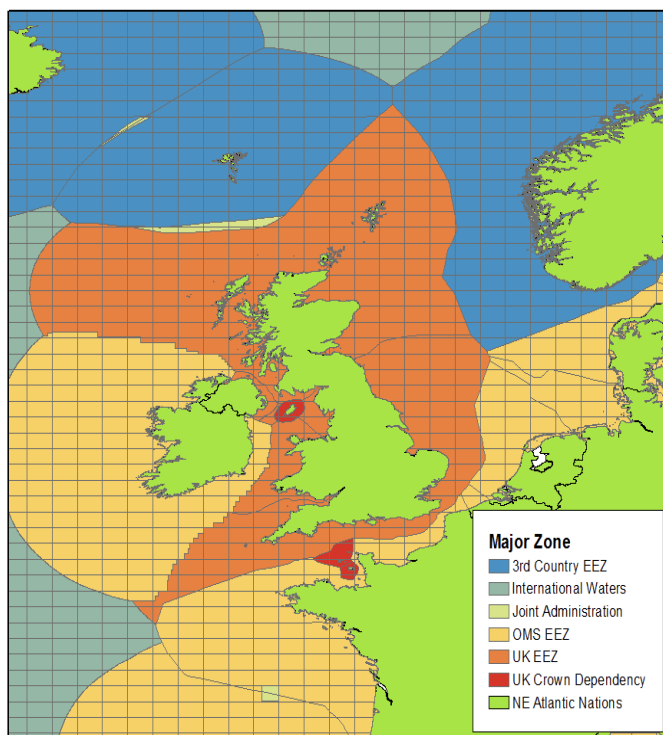 Major Zone
3rd Country EEZ
International Waters
Joint Administration
OMS EEZ
UK EEZ
UK Crown Dependency
NE Atlantic Nations